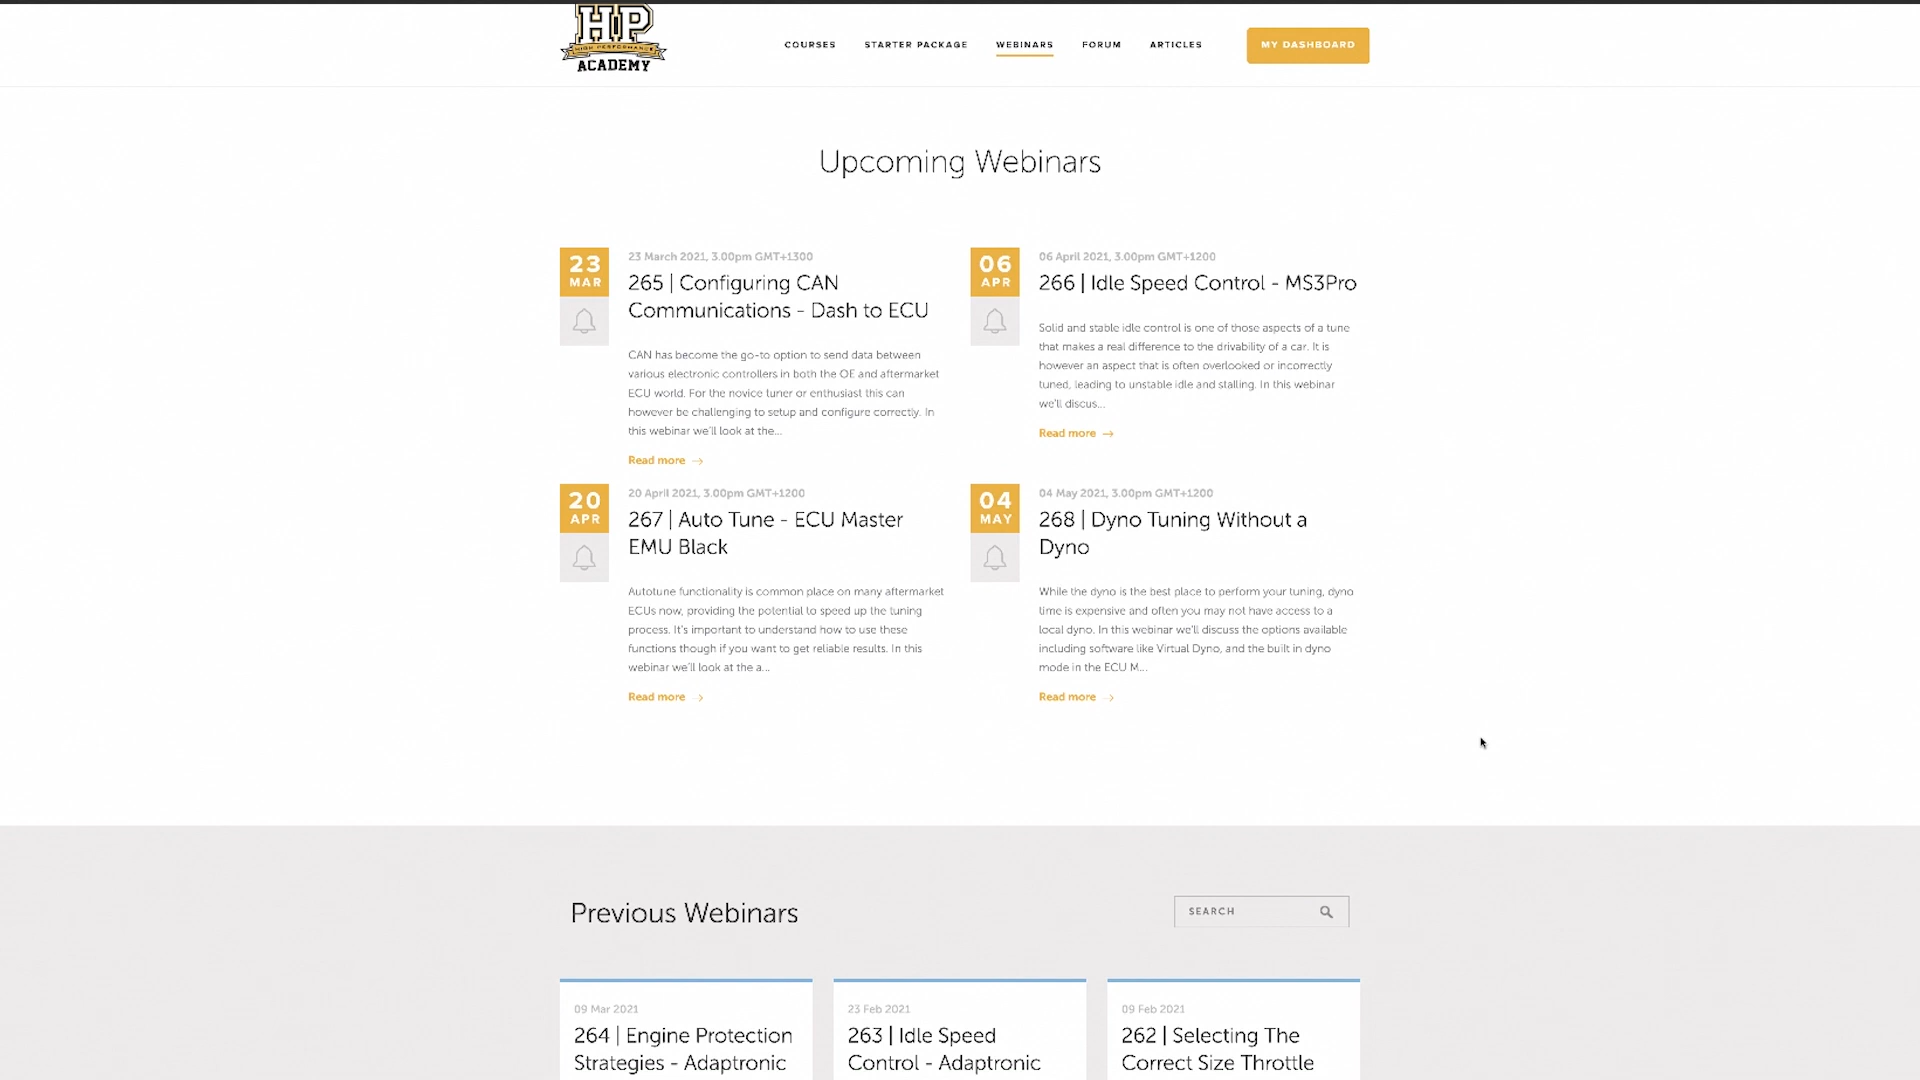 HP
HIGH PERFORMANCE
ACADEMY
COURSES
STARTER PACKAGE
WEBINARS
FORUM
ARTICLES
MY DASHBOARD
Upcoming Webinars
23
MAR
23 March 2021, 3.00pm GMT+1300
265 | Configuring CAN
Communications - Dash to ECU
CAN has become the go-to option to send data between
various electronic controllers in both the OE and aftermarket
ECU world. For the novice tuner or enthusiast this can
however be challenging to setup and configure correctly. In
this webinar we'll look at the...
Read more
06
APR
06 April 2021, 3.00pm GMT+1200
266 | Idle Speed Control - MS3Pro
Solid and stable idle control is one of those aspects of a tune
that makes a real difference to the drivability of a car. It is
however an aspect that is often overlooked or incorrectly
tuned, leading to unstable idle and stalling. In this webinar
we'll discus...
Read more
20
APR
20 April 2021, 3.00pm GMT+1200
267 | Auto Tune - ECU Master
EMU Black
Autotune functionality is common place on many aftermarket
ECUs now, providing the potential to speed up the tuning
process. It's important to understand how to use these
functions though if you want to get reliable results. In this
webinar we'll look at the a...
Read more
04
MAY
04 May 2021, 3.00pm GMT+1200
268 | Dyno Tuning Without a
Dyno
While the dyno is the best place to perform your tuning, dyno
time is expensive and often you may not have access to a
local dyno. In this webinar we'll discuss the options available
including software like Virtual Dyno, and the built in dyno
mode in the ECU M...
Read more
Previous Webinars
SEARCH
09 Mar 2021
264 | Engine Protection
Strategies - Adaptronic
23 Feb 2021
263 | Idle Speed
Control - Adaptronic
09 Feb 2021
262 | Selecting The
Correct Size Throttle